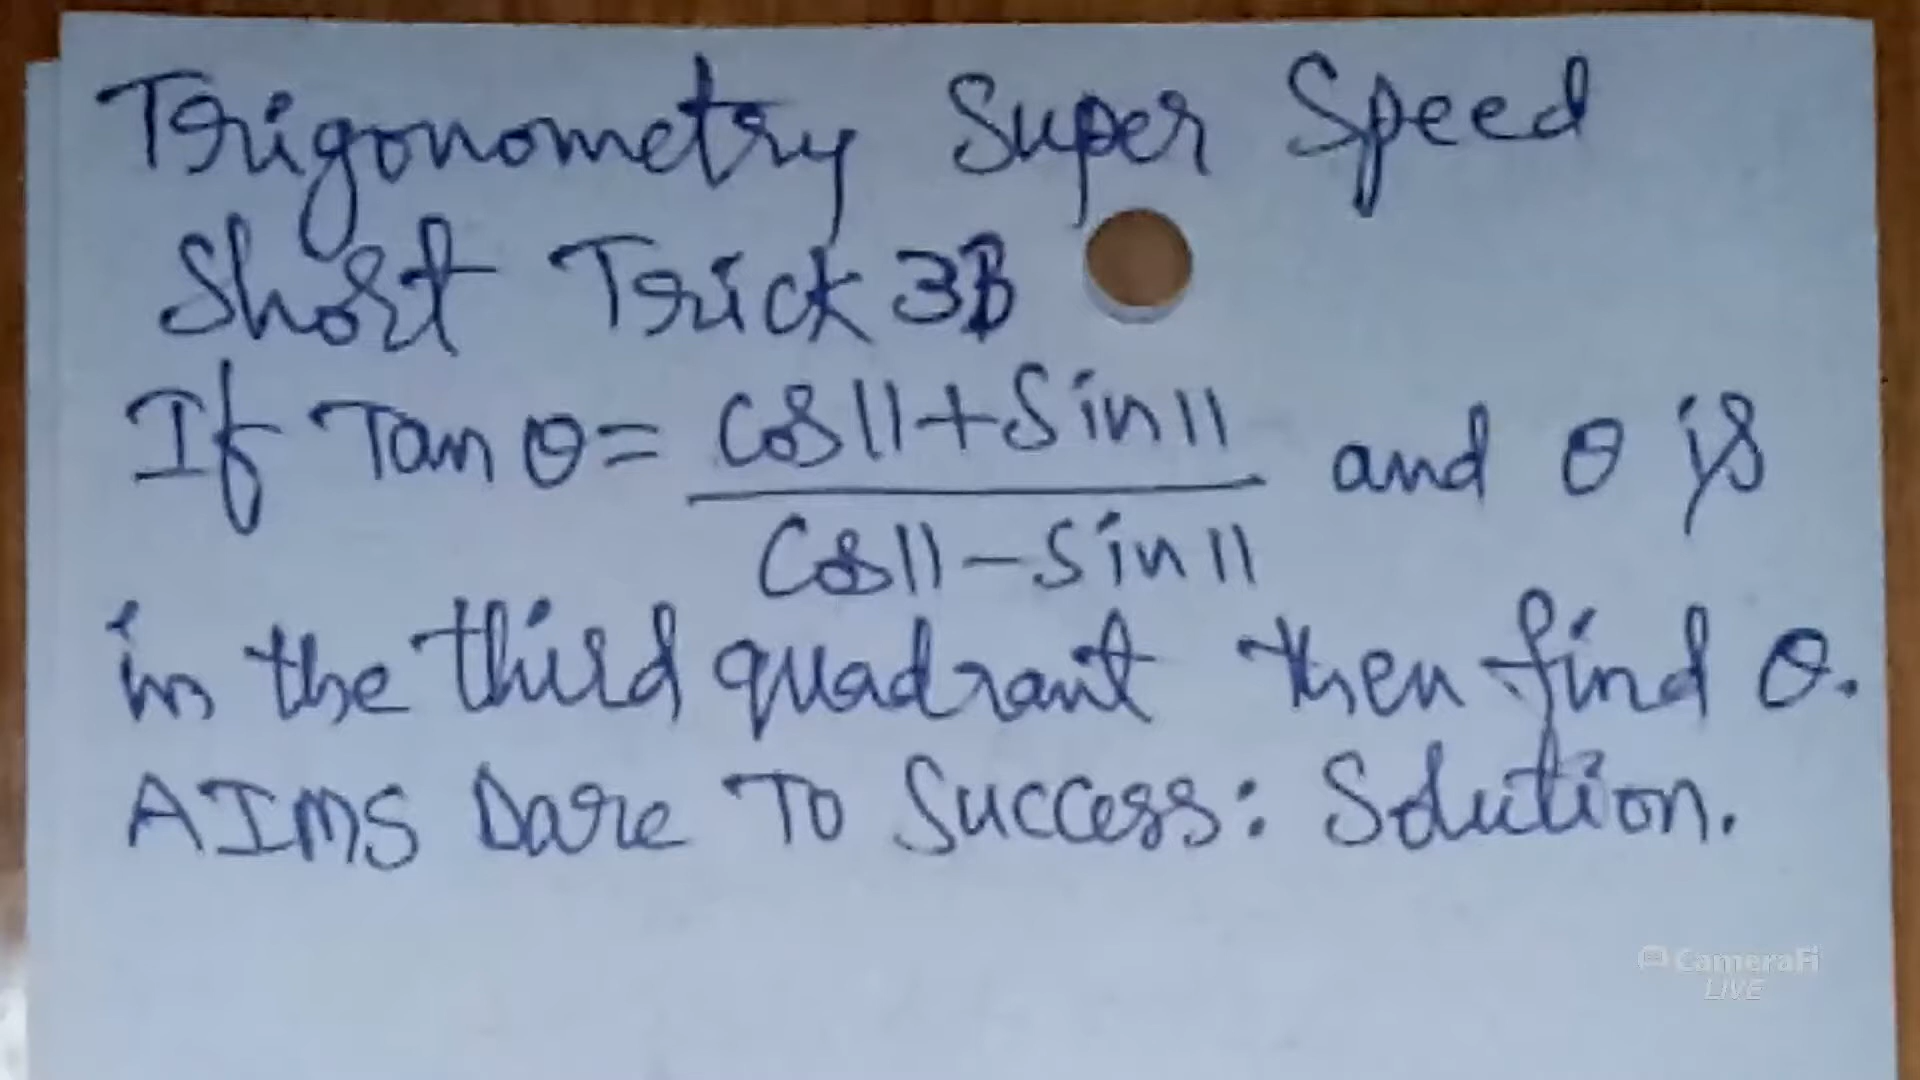 Trigonometry Super Speed
Short Trick 3B
If Tan θ = Cos11+Sin11 and θ is
Cos11-Sin11
in the third quadrant then find θ.
AIMS Dare To Success: Solution.
CameraFi
LIVE